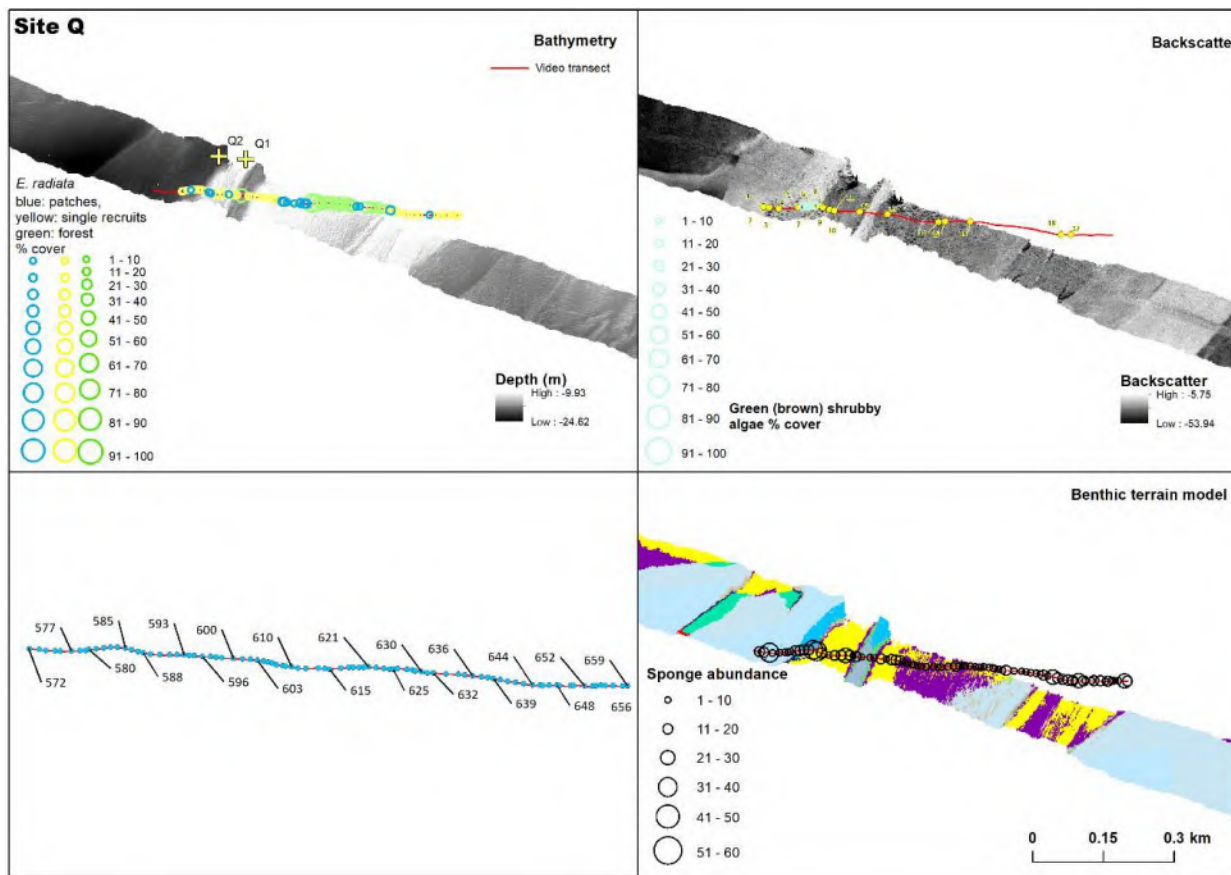 Site Q
Bathymetry
Video transect
Q2
Q1
E. radiata
blue: patches,
yellow: single recruits
green: forest
% cover
1 - 10
11 - 20
21 - 30
31 - 40
41 - 50
51 - 60
61 - 70
71 - 80
81 - 90
91 - 100
Depth (m)
High : -9.93
Low : -24.62
Backscatte
1 - 10
11 - 20
21 - 30
31 - 40
41 - 50
51 - 60
61 - 70
71 - 80
81 - 90
91 - 100
Green (brown) shrubby
algae % cover
Backscatter
High : -5.75
Low : -53.94
18
17
9
10
577
585
593
600
610
621
630
636
644
652
659
572
580
588
596
603
615
625
632
639
648
656
Benthic terrain model
Sponge abundance
1 - 10
11 - 20
21 - 30
31 - 40
41 - 50
51 - 60
0 0.15 0.3 km